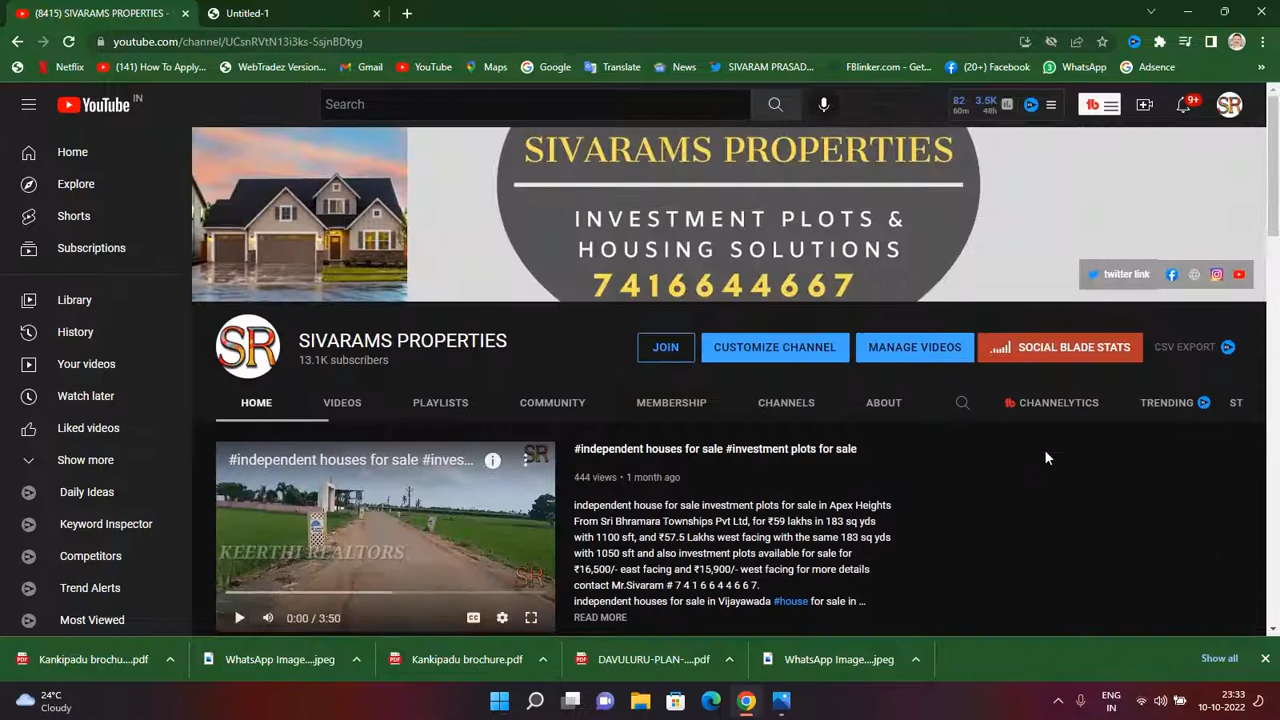 (8415) SIVARAMS PROPERTIES -
Untitled-1
youtube.com/channel/UCsnRVtN13i3ks-5sjnBDtyg
Netflix
(141) How To Apply...
WebTradez Version...
Gmail
YouTube
Maps
Google
Translate
News
SIVARAM PRASAD...
FBlinker.com - Get...
(20+) Facebook
WhatsApp
Adsence
YouTube IN
Search
82 60m
3.5K 48h
tb
9+
SR
Home
Explore
Shorts
Subscriptions
Library
History
Your videos
Watch later
Liked videos
Show more
Daily Ideas
Keyword Inspector
Competitors
Trend Alerts
Most Viewed
SIVARAMS PROPERTIES
INVESTMENT PLOTS &
HOUSING SOLUTIONS
7416644667
twitter link
SR
SIVARAMS PROPERTIES
13.1K subscribers
JOIN
CUSTOMIZE CHANNEL
MANAGE VIDEOS
SOCIAL BLADE STATS
CSV EXPORT
HOME
VIDEOS
PLAYLISTS
COMMUNITY
MEMBERSHIP
CHANNELS
ABOUT
tb CHANNELYTICS
TRENDING
ST
#independent houses for sale #inves...
SR
KEERTHI REALTORS
SR
0:00 / 3:50
CC
#independent houses for sale #investment plots for sale
444 views • 1 month ago
independent house for sale investment plots for sale in Apex Heights
From Sri Bhramara Townships Pvt Ltd, for ₹59 lakhs in 183 sq yds
with 1100 sft, and ₹57.5 Lakhs west facing with the same 183 sq yds
with 1050 sft and also investment plots available for sale for
₹16,500/- east facing and ₹15,900/- west facing for more details
contact Mr.Sivaram # 7 4 1 6 6 4 4 6 6 7.
independent houses for sale in Vijayawada #house for sale in ...
READ MORE
Kankipadu brochu....pdf
WhatsApp Image....jpeg
Kankipadu brochure.pdf
DAVULURU-PLAN-....pdf
WhatsApp Image....jpeg
Show all
24°C
Cloudy
ENG
IN
23:33
10-10-2022